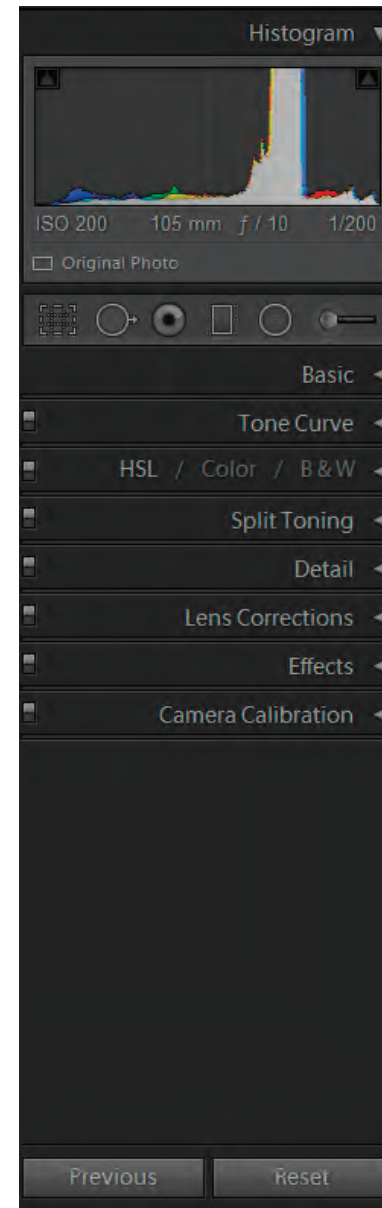 Histogram
ISO 200 105 mm ƒ / 10 1/200
Original Photo
Basic
Tone Curve
HSL / Color / B & W
Split Toning
Detail
Lens Corrections
Effects
Camera Calibration
Previous Reset